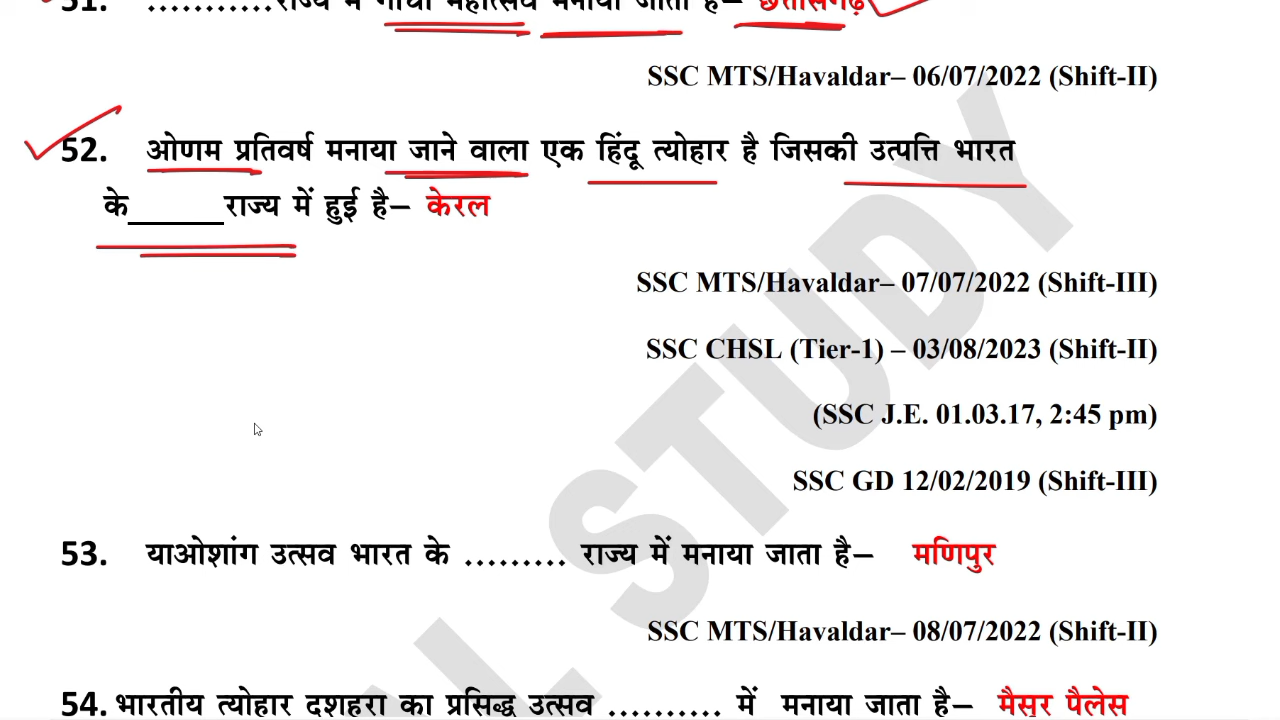 51. ...........राज्य में गोंचा महोत्सव मनाया जाता है– छत्तीसगढ़
SSC MTS/Havaldar– 06/07/2022 (Shift-II)
52. ओणम प्रतिवर्ष मनाया जाने वाला एक हिंदू त्योहार है जिसकी उत्पत्ति भारत
के______राज्य में हुई है– केरल
SSC MTS/Havaldar– 07/07/2022 (Shift-III)
SSC CHSL (Tier-1) – 03/08/2023 (Shift-II)
(SSC J.E. 01.03.17, 2:45 pm)
SSC GD 12/02/2019 (Shift-III)
53. याओशांग उत्सव भारत के ......... राज्य में मनाया जाता है– मणिपुर
SSC MTS/Havaldar– 08/07/2022 (Shift-II)
54. भारतीय त्योहार दशहरा का प्रसिद्ध उत्सव .......... में मनाया जाता है– मैसूर पैलेस
STUDY